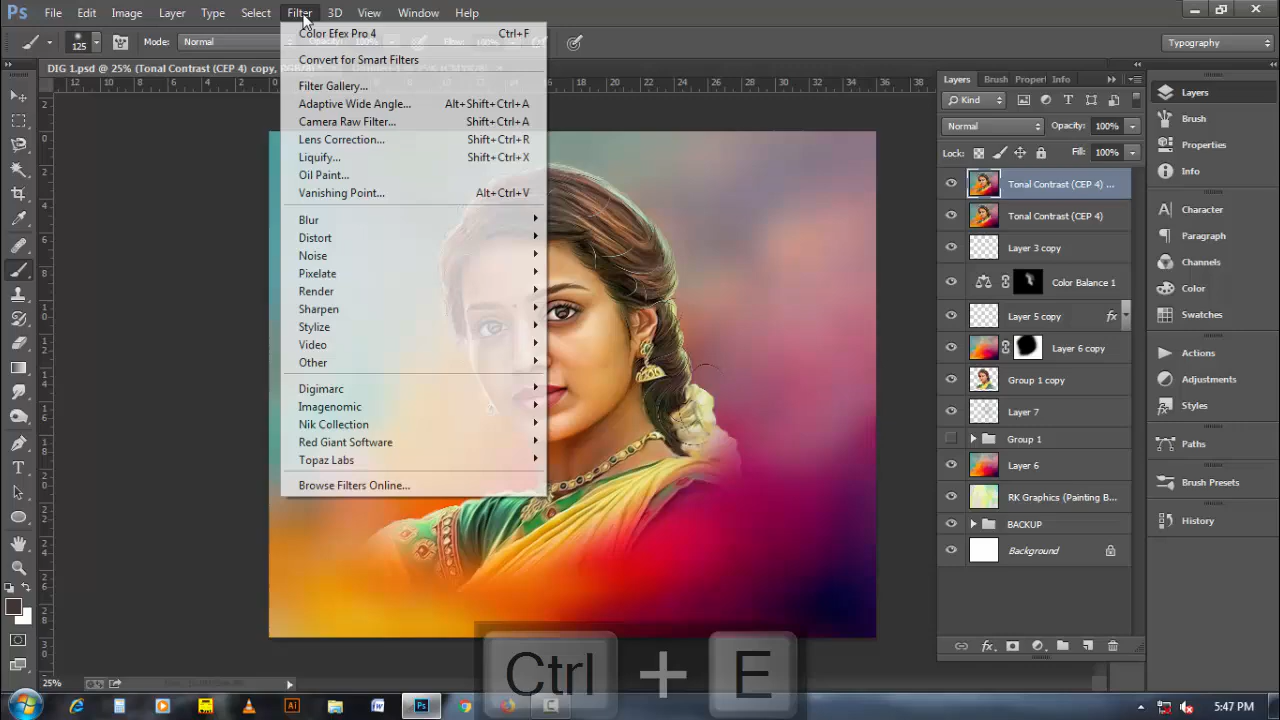 Ps File Edit Image Layer Type Select Filter 3D View Window Help
125 Mode: Normal Typography
DIG 1.psd @ 25% (Tonal Contrast (CEP 4) copy,
Color Efex Pro 4 Ctrl+F
Convert for Smart Filters
Filter Gallery...
Adaptive Wide Angle... Alt+Shift+Ctrl+A
Camera Raw Filter... Shift+Ctrl+A
Lens Correction... Shift+Ctrl+R
Liquify... Shift+Ctrl+X
Oil Paint...
Vanishing Point... Alt+Ctrl+V
Blur
Distort
Noise
Pixelate
Render
Sharpen
Stylize
Video
Other
Digimarc
Imagenomic
Nik Collection
Red Giant Software
Topaz Labs
Browse Filters Online...
Layers Brush Proper Info
Kind
Normal Opacity: 100%
Lock: Fill: 100%
Tonal Contrast (CEP 4) ...
Tonal Contrast (CEP 4)
Layer 3 copy
Color Balance 1
Layer 5 copy fx
Layer 6 copy
Group 1 copy
Layer 7
Group 1
Layer 6
RK Graphics (Painting B...
BACKUP
Background
Layers
Brush
Properties
Info
Character
Paragraph
Channels
Color
Swatches
Actions
Adjustments
Styles
Paths
Brush Presets
History
25%
Ctrl + E
5:47 PM